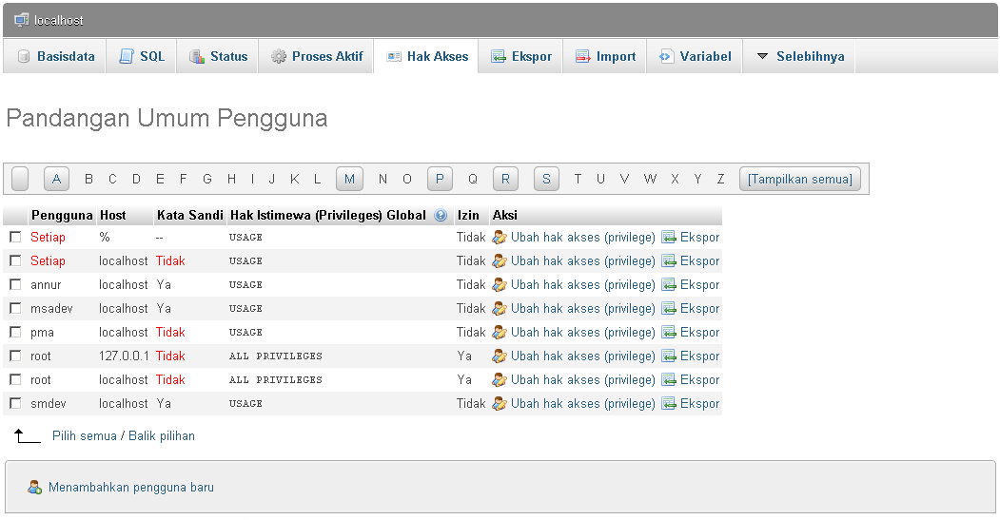 localhost
Basisdata SQL Status Proses Aktif Hak Akses Ekspor Import Variabel Selebihnya
Pandangan Umum Pengguna
A B C D E F G H I J K L M N O P Q R S T U V W X Y Z [Tampilkan semua]
Pengguna Host Kata Sandi Hak Istimewa (Privileges) Global Izin Aksi
Setiap % -- USAGE Tidak Ubah hak akses (privilege) Ekspor
Setiap localhost Tidak USAGE Tidak Ubah hak akses (privilege) Ekspor
annur localhost Ya USAGE Tidak Ubah hak akses (privilege) Ekspor
msadev localhost Ya USAGE Tidak Ubah hak akses (privilege) Ekspor
pma localhost Tidak USAGE Tidak Ubah hak akses (privilege) Ekspor
root 127.0.0.1 Tidak ALL PRIVILEGES Ya Ubah hak akses (privilege) Ekspor
root localhost Tidak ALL PRIVILEGES Ya Ubah hak akses (privilege) Ekspor
smdev localhost Ya USAGE Tidak Ubah hak akses (privilege) Ekspor
Pilih semua / Balik pilihan
Menambahkan pengguna baru